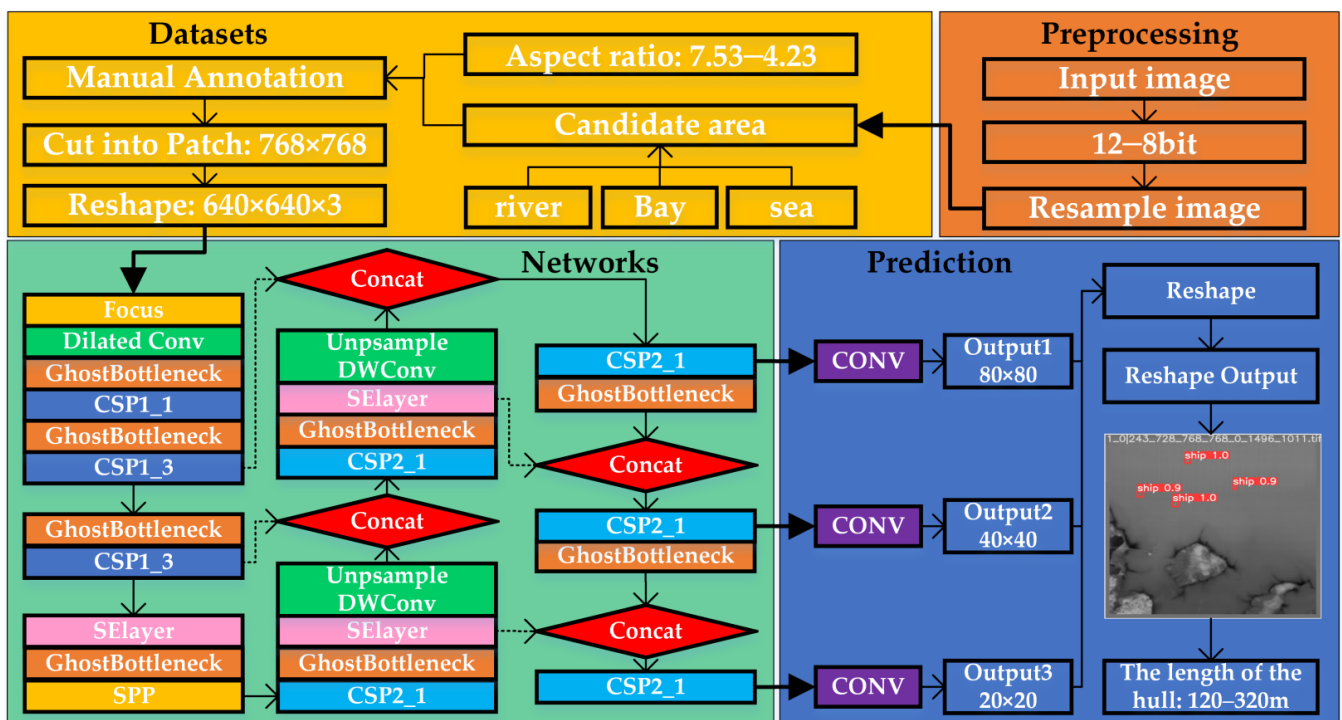 Datasets
Manual Annotation
Cut into Patch: 768×768
Reshape: 640×640×3
Aspect ratio: 7.53–4.23
Candidate area
river
Bay
sea
Preprocessing
Input image
12–8bit
Resample image
Networks
Focus
Dilated Conv
GhostBottleneck
CSP1_1
GhostBottleneck
CSP1_3
GhostBottleneck
CSP1_3
SElayer
GhostBottleneck
SPP
Concat
Unpsample
DWConv
SElayer
GhostBottleneck
CSP2_1
Concat
Unpsample
DWConv
SElayer
GhostBottleneck
CSP2_1
CSP2_1
GhostBottleneck
Concat
CSP2_1
GhostBottleneck
Concat
CSP2_1
Prediction
CONV
Output1
80×80
CONV
Output2
40×40
CONV
Output3
20×20
Reshape
Reshape Output
1_0|243_728_768_768_0_1496_1011.tif
ship 1.0
ship 0.9
ship 0.9
ship 1.0
The length of the
hull: 120–320m